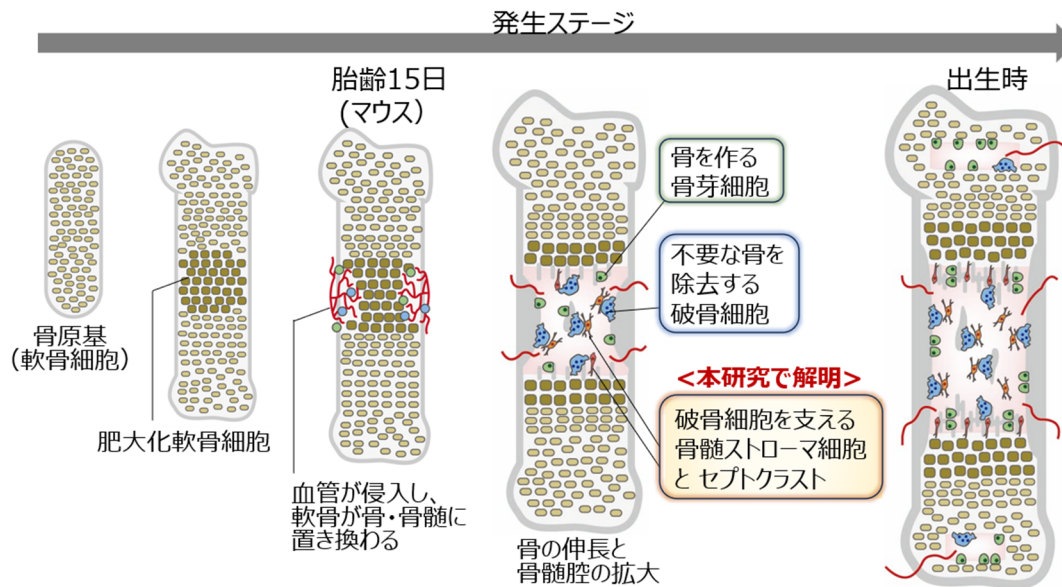 発生ステージ
胎齢15日
(マウス)
出生時
骨を作る
骨芽細胞
不要な骨を
除去する
破骨細胞
骨原基
(軟骨細胞)
<本研究で解明>
破骨細胞を支える
骨髄ストローマ細胞
と セプトクラスト
肥大化軟骨細胞
血管が侵入し、
軟骨が骨・骨髄に
置き換わる
骨の伸長と
骨髄腔の拡大